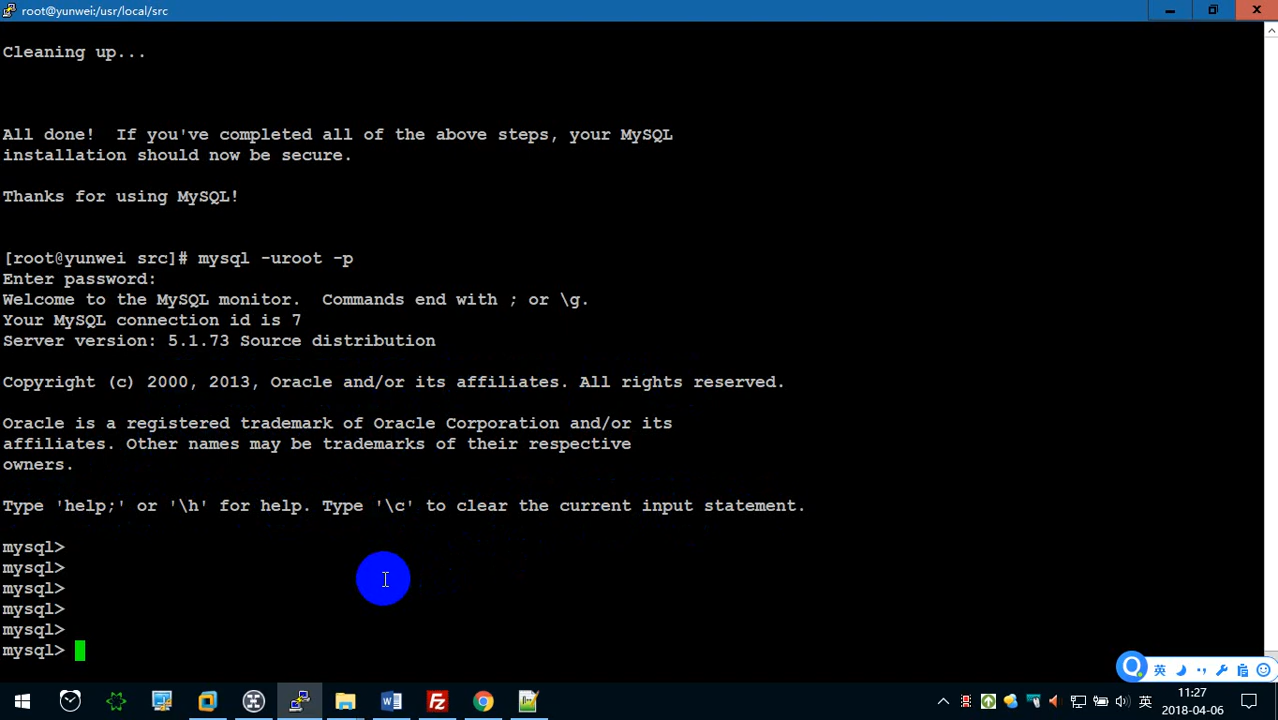 root@yunwei:/usr/local/src
Cleaning up...
All done!  If you've completed all of the above steps, your MySQL
installation should now be secure.
Thanks for using MySQL!
[root@yunwei src]# mysql -uroot -p
Enter password:
Welcome to the MySQL monitor.  Commands end with ; or \g.
Your MySQL connection id is 7
Server version: 5.1.73 Source distribution
Copyright (c) 2000, 2013, Oracle and/or its affiliates. All rights reserved.
Oracle is a registered trademark of Oracle Corporation and/or its
affiliates. Other names may be trademarks of their respective
owners.
Type 'help;' or '\h' for help. Type '\c' to clear the current input statement.
mysql>
mysql>
mysql>
mysql>
mysql>
mysql>
英
英
11:27
2018-04-06